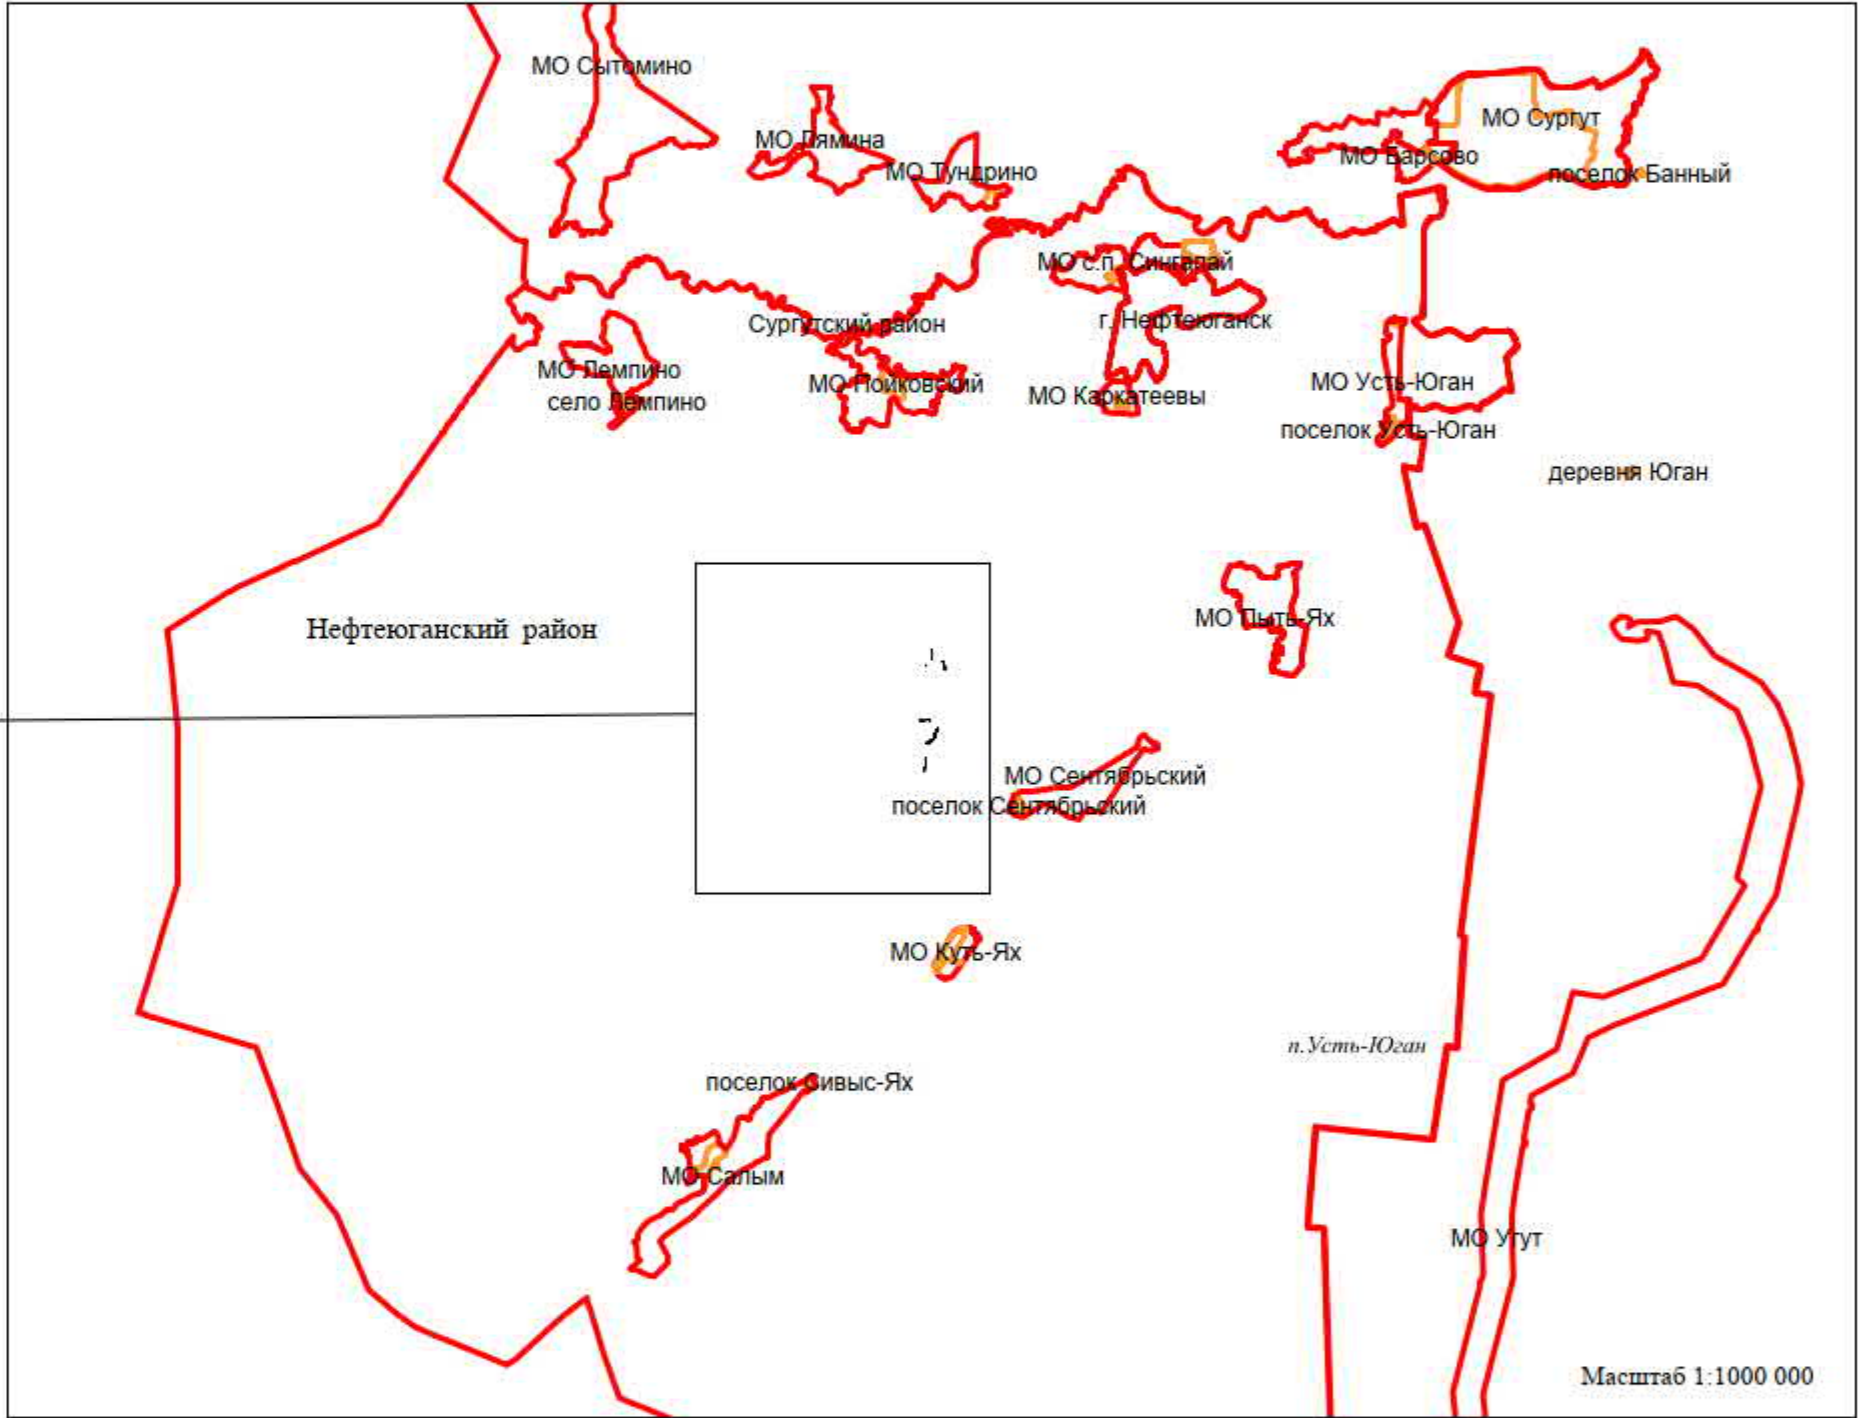 МО Сытомино
МО Сургут
МО Лямина
МО Барсово
МО Тундрино
поселок Банный
МО с.п. Сингапай
г. Нефтеюганск
Сургутский район
МО Лемпино
село Лемпино
МО Пойковский
МО Каркатеевы
МО Усть-Юган
поселок Усть-Юган
деревня Юган
МО Пыть-Ях
Нефтеюганский район
МО Сентябрьский
поселок Сентябрьский
МО Куть-Ях
п.Усть-Юган
поселок Сивыс-Ях
МО Салым
МО Угут
Масштаб 1:1000 000